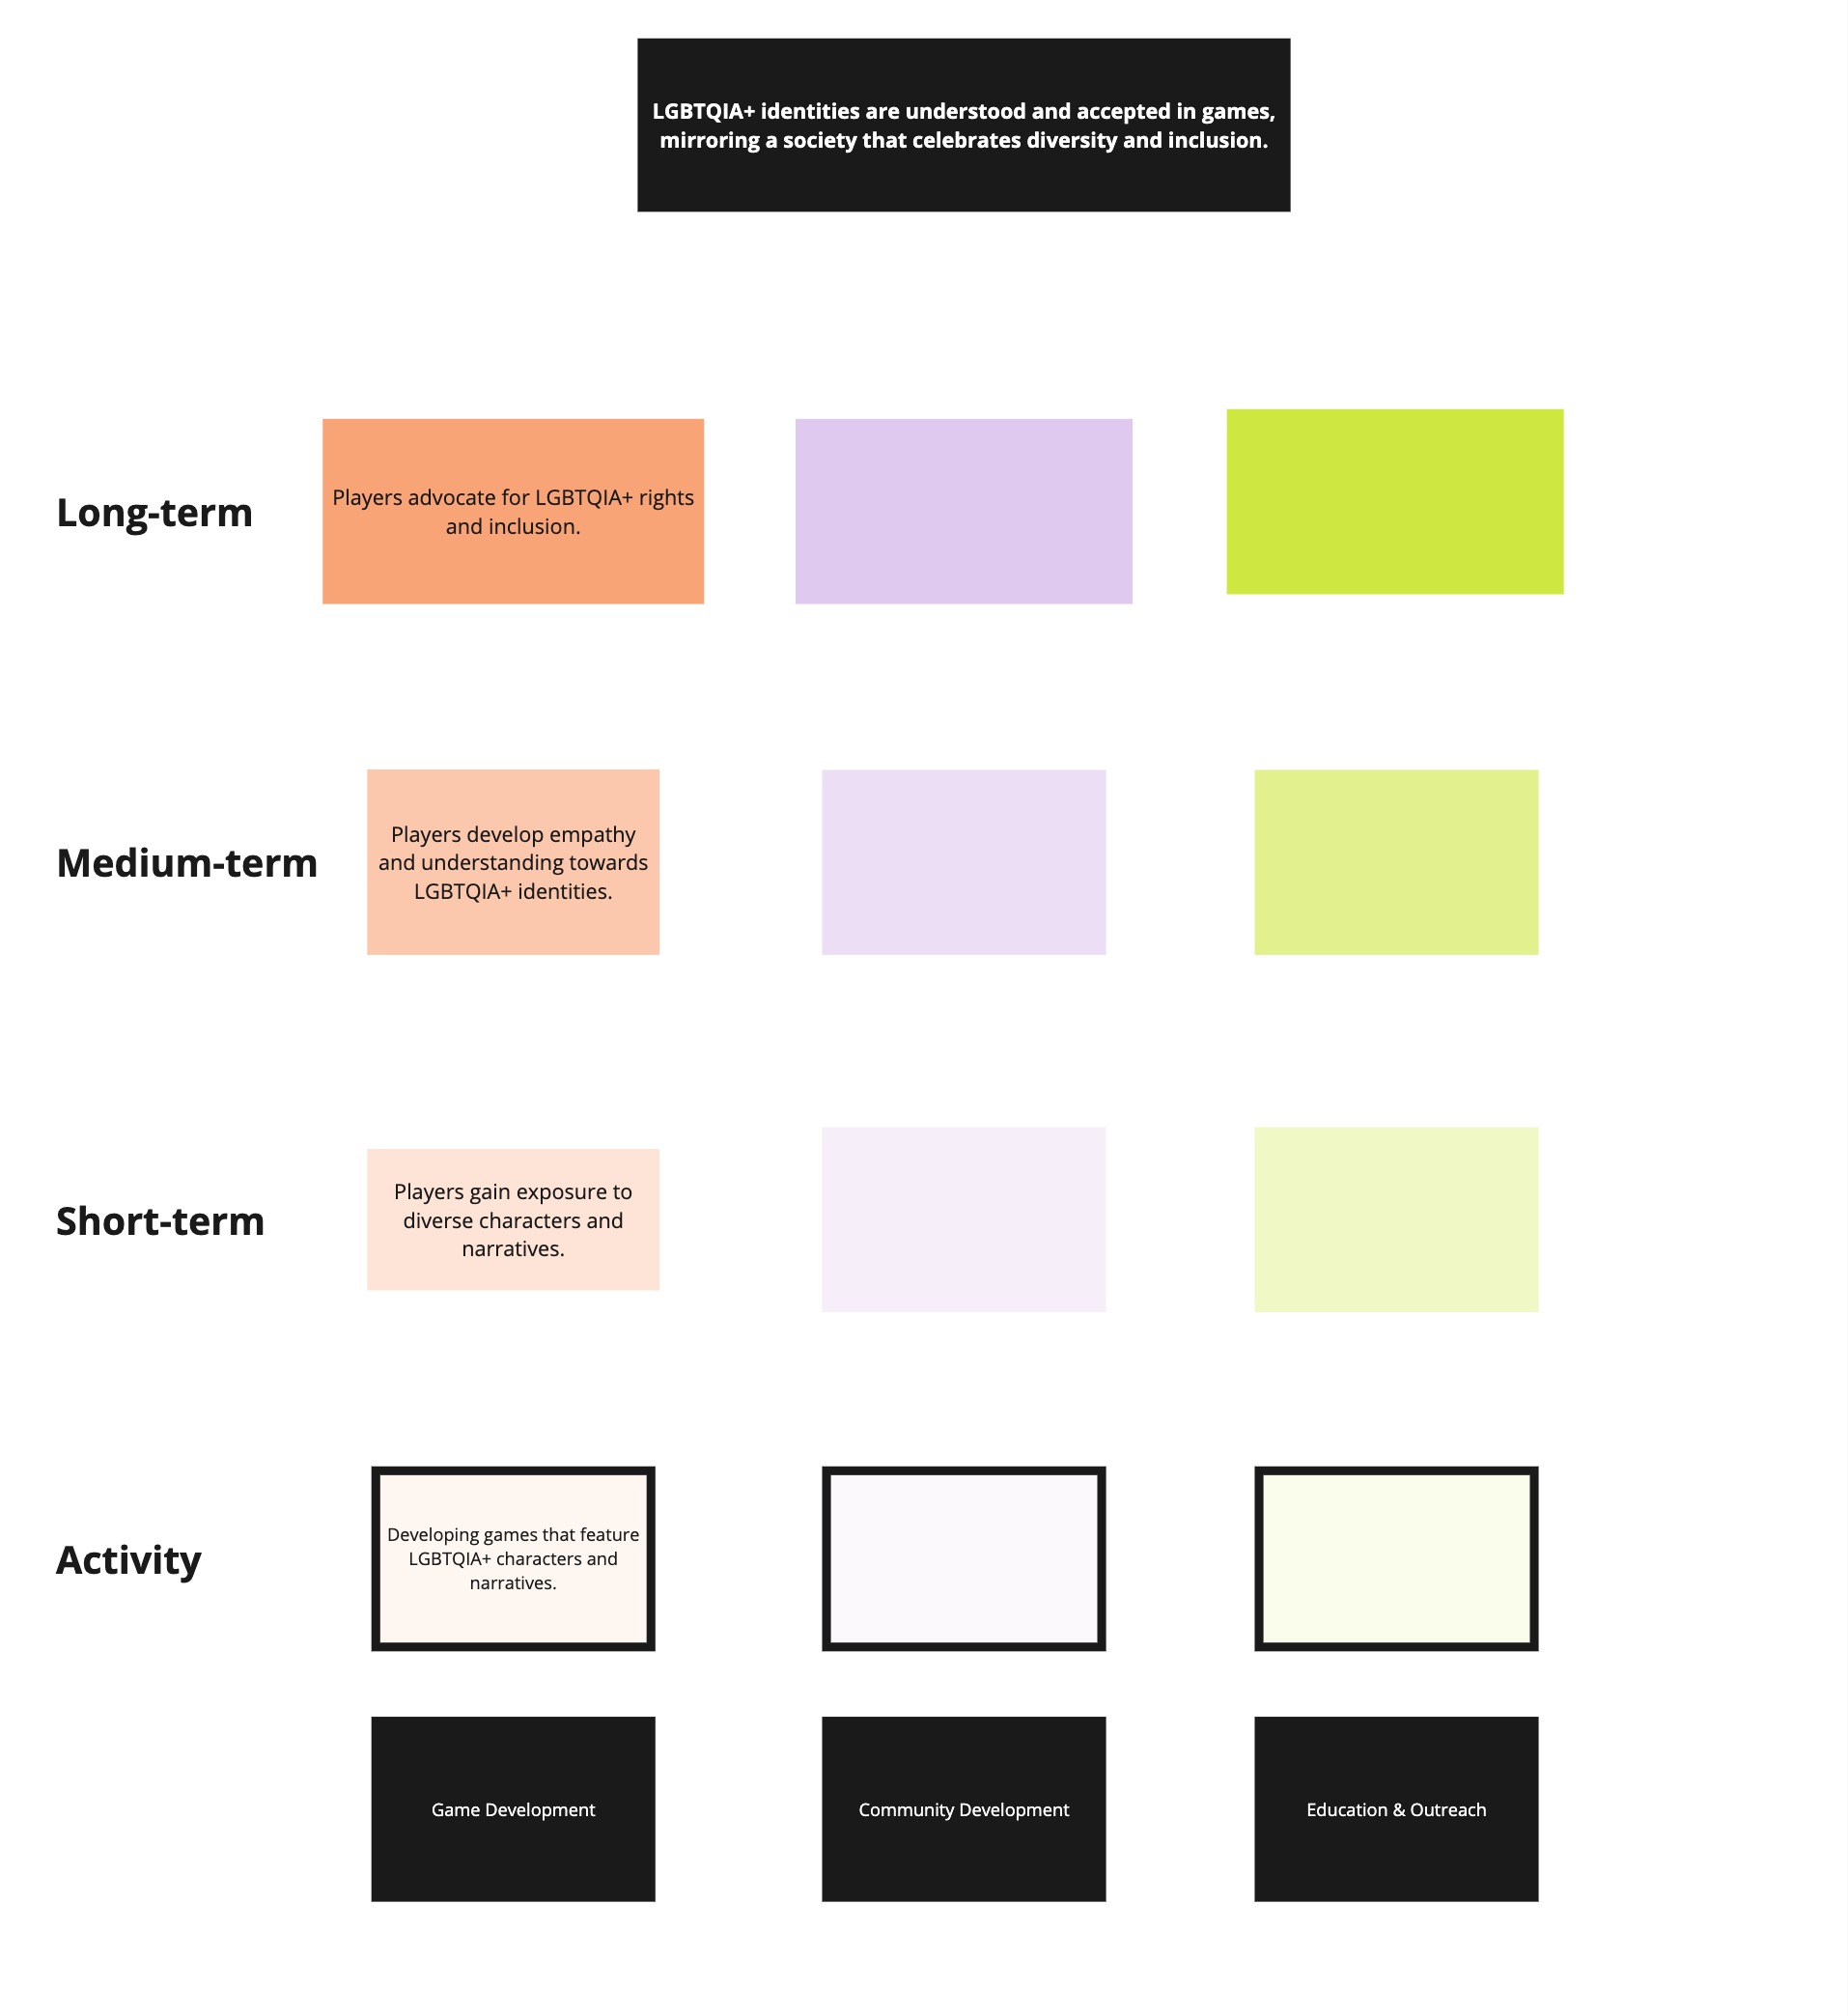 LGBTQIA+ identities are understood and accepted in games,
mirroring a society that celebrates diversity and inclusion.
Long-term
Players advocate for LGBTQIA+ rights
and inclusion.
Medium-term
Players develop empathy
and understanding towards
LGBTQIA+ identities.
Short-term
Players gain exposure to
diverse characters and
narratives.
Activity
Developing games that feature
LGBTQIA+ characters and
narratives.
Game Development
Community Development
Education & Outreach